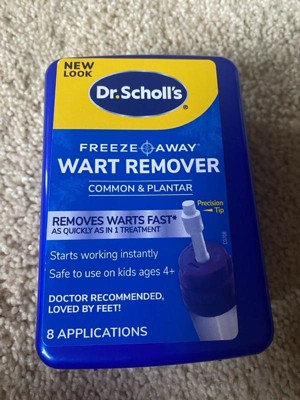 NEW
LOOK
Dr.Scholl's
FREEZE AWAY®
WART REMOVER
COMMON & PLANTAR
Precision
Tip
REMOVES WARTS FAST*
AS QUICKLY AS IN 1 TREATMENT
Starts working instantly
Safe to use on kids ages 4+
DOCTOR RECOMMENDED,
LOVED BY FEET!
8 APPLICATIONS